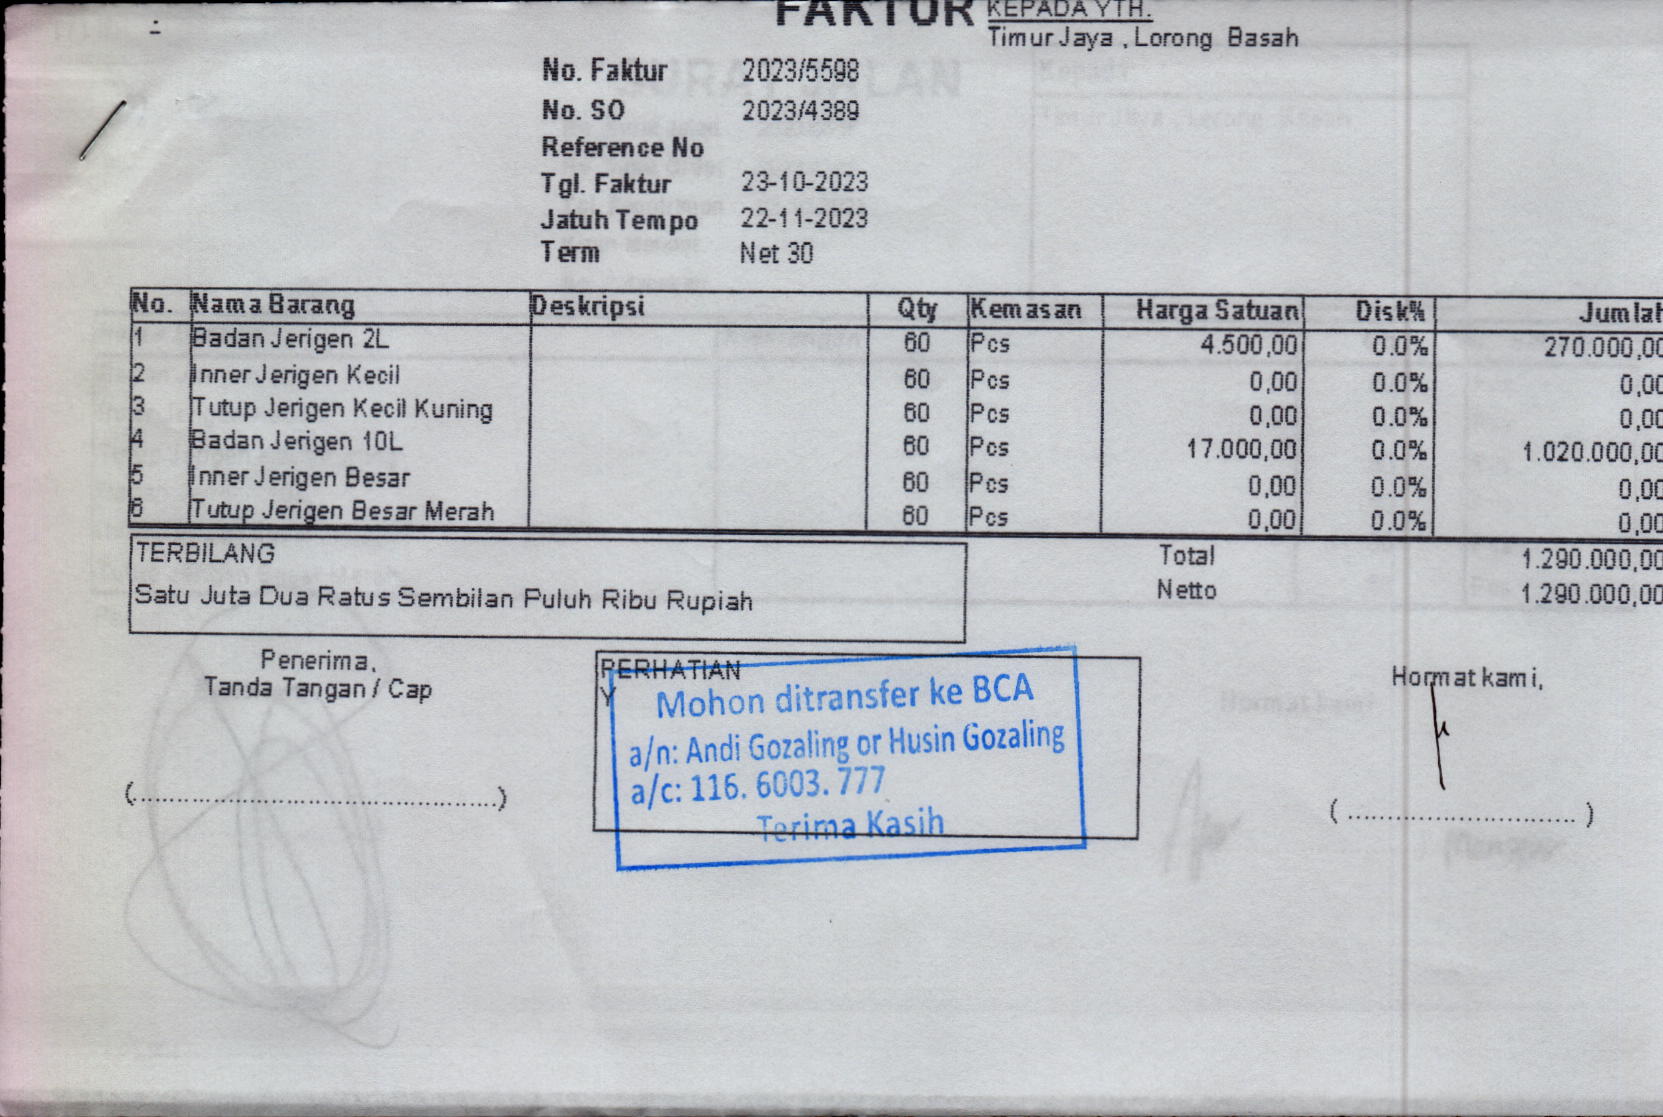 FAKTUR
KEPADA YTH.
Timur Jaya , Lorong Basah
No. Faktur 2023/5598
No. SO 2023/4389
Reference No
Tgl. Faktur 23-10-2023
Jatuh Tempo 22-11-2023
Term Net 30
No. Nama Barang Deskripsi Qty Kemasan Harga Satuan Disk% Jumlah
1 Badan Jerigen 2L 60 Pcs 4.500,00 0.0% 270.000,00
2 Inner Jerigen Kecil 60 Pcs 0,00 0.0% 0,00
3 Tutup Jerigen Kecil Kuning 60 Pcs 0,00 0.0% 0,00
4 Badan Jerigen 10L 60 Pcs 17.000,00 0.0% 1.020.000,00
5 Inner Jerigen Besar 60 Pcs 0,00 0.0% 0,00
6 Tutup Jerigen Besar Merah 60 Pcs 0,00 0.0% 0,00
TERBILANG
Satu Juta Dua Ratus Sembilan Puluh Ribu Rupiah
Total 1.290.000,00
Netto 1.290.000,00
Penerima,
Tanda Tangan / Cap
(..........................................)
PERHATIAN
Y
Mohon ditransfer ke BCA
a/n: Andi Gozaling or Husin Gozaling
a/c: 116. 6003. 777
Terima Kasih
Hormat kami,
(............................)